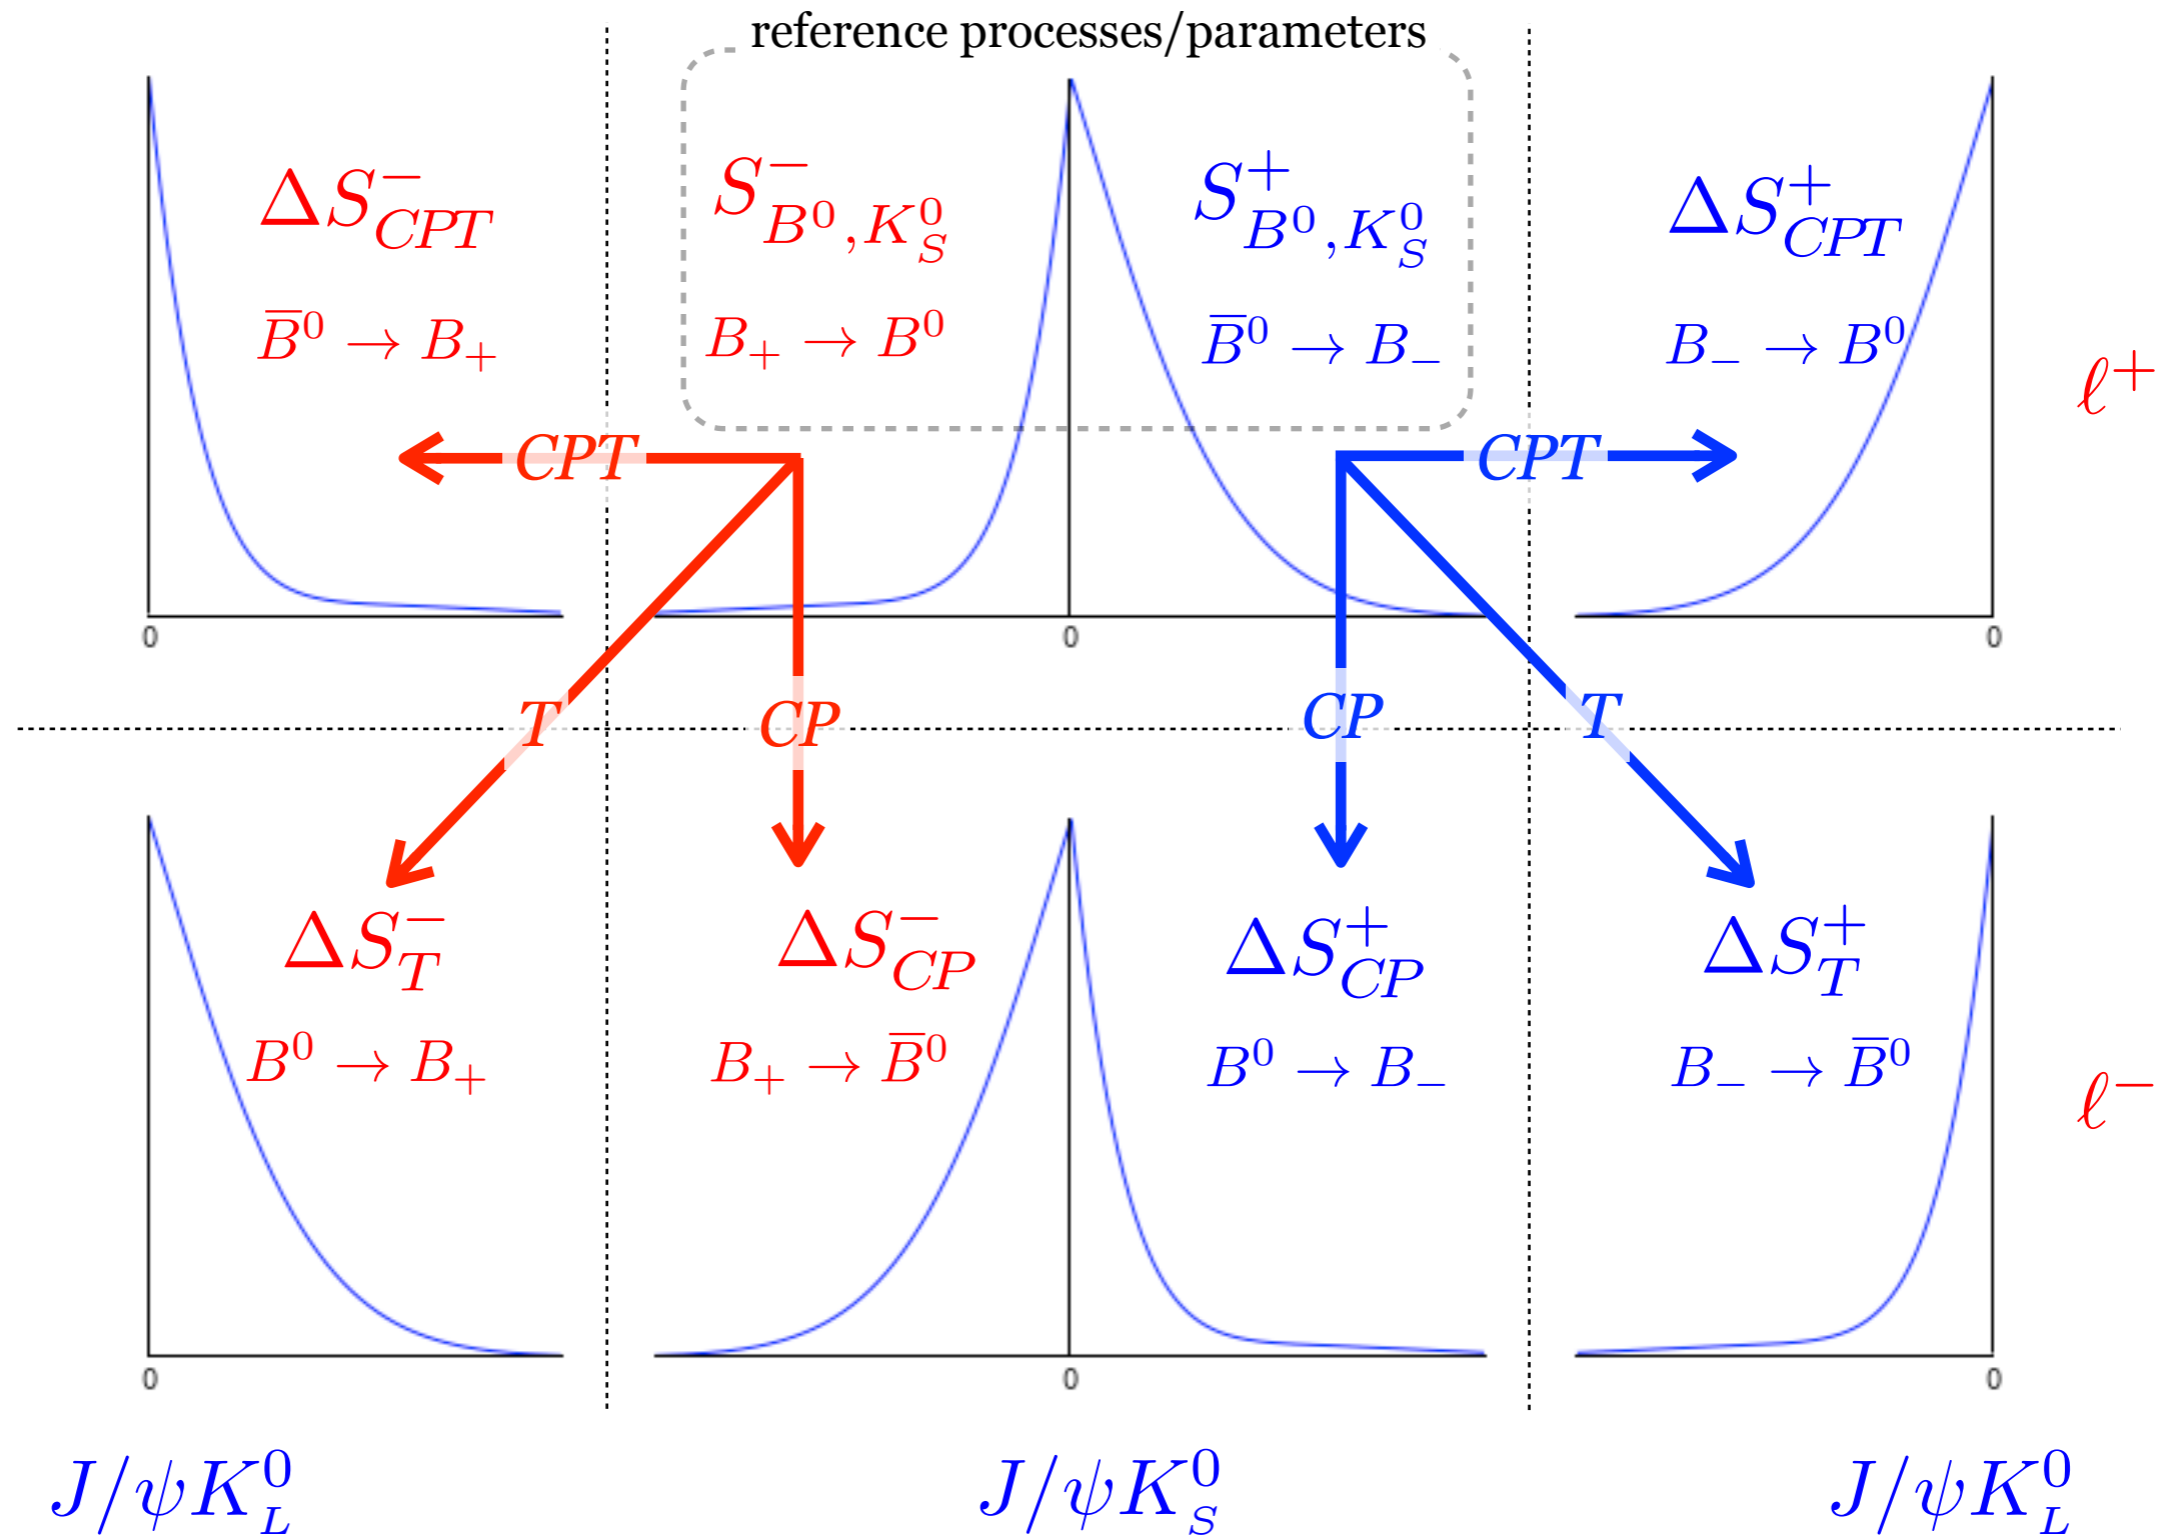 reference processes/parameters
ΔS⁻_CPT
S⁻_B⁰,K⁰_S
S⁺_B⁰,K⁰_S
ΔS⁺_CPT
B̅⁰ → B₊
B₊ → B⁰
B̅⁰ → B₋
B₋ → B⁰
ℓ⁺
CPT
CPT
0
0
0
T
CP
CP
T
ΔS⁻_T
ΔS⁻_CP
ΔS⁺_CP
ΔS⁺_T
B⁰ → B₊
B₊ → B̅⁰
B⁰ → B₋
B₋ → B̅⁰
ℓ⁻
0
0
0
J/ψK⁰_L
J/ψK⁰_S
J/ψK⁰_L